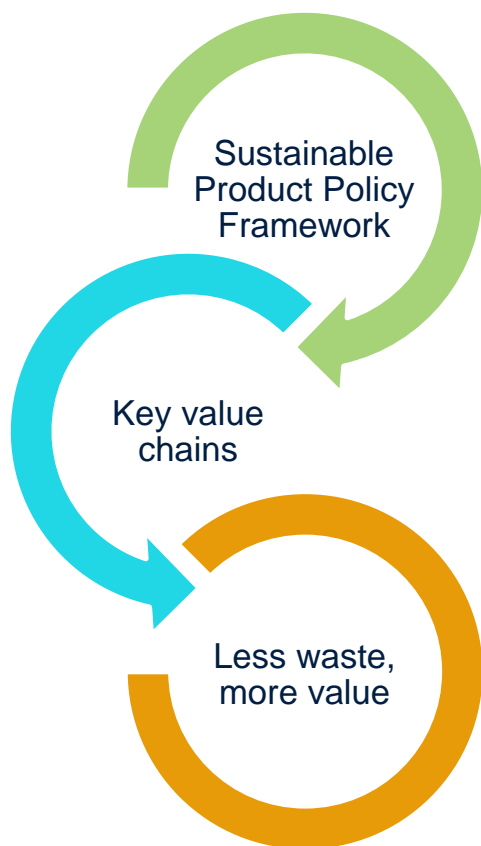 Sustainable
Product Policy
Framework
Key value
chains
Less waste,
more value